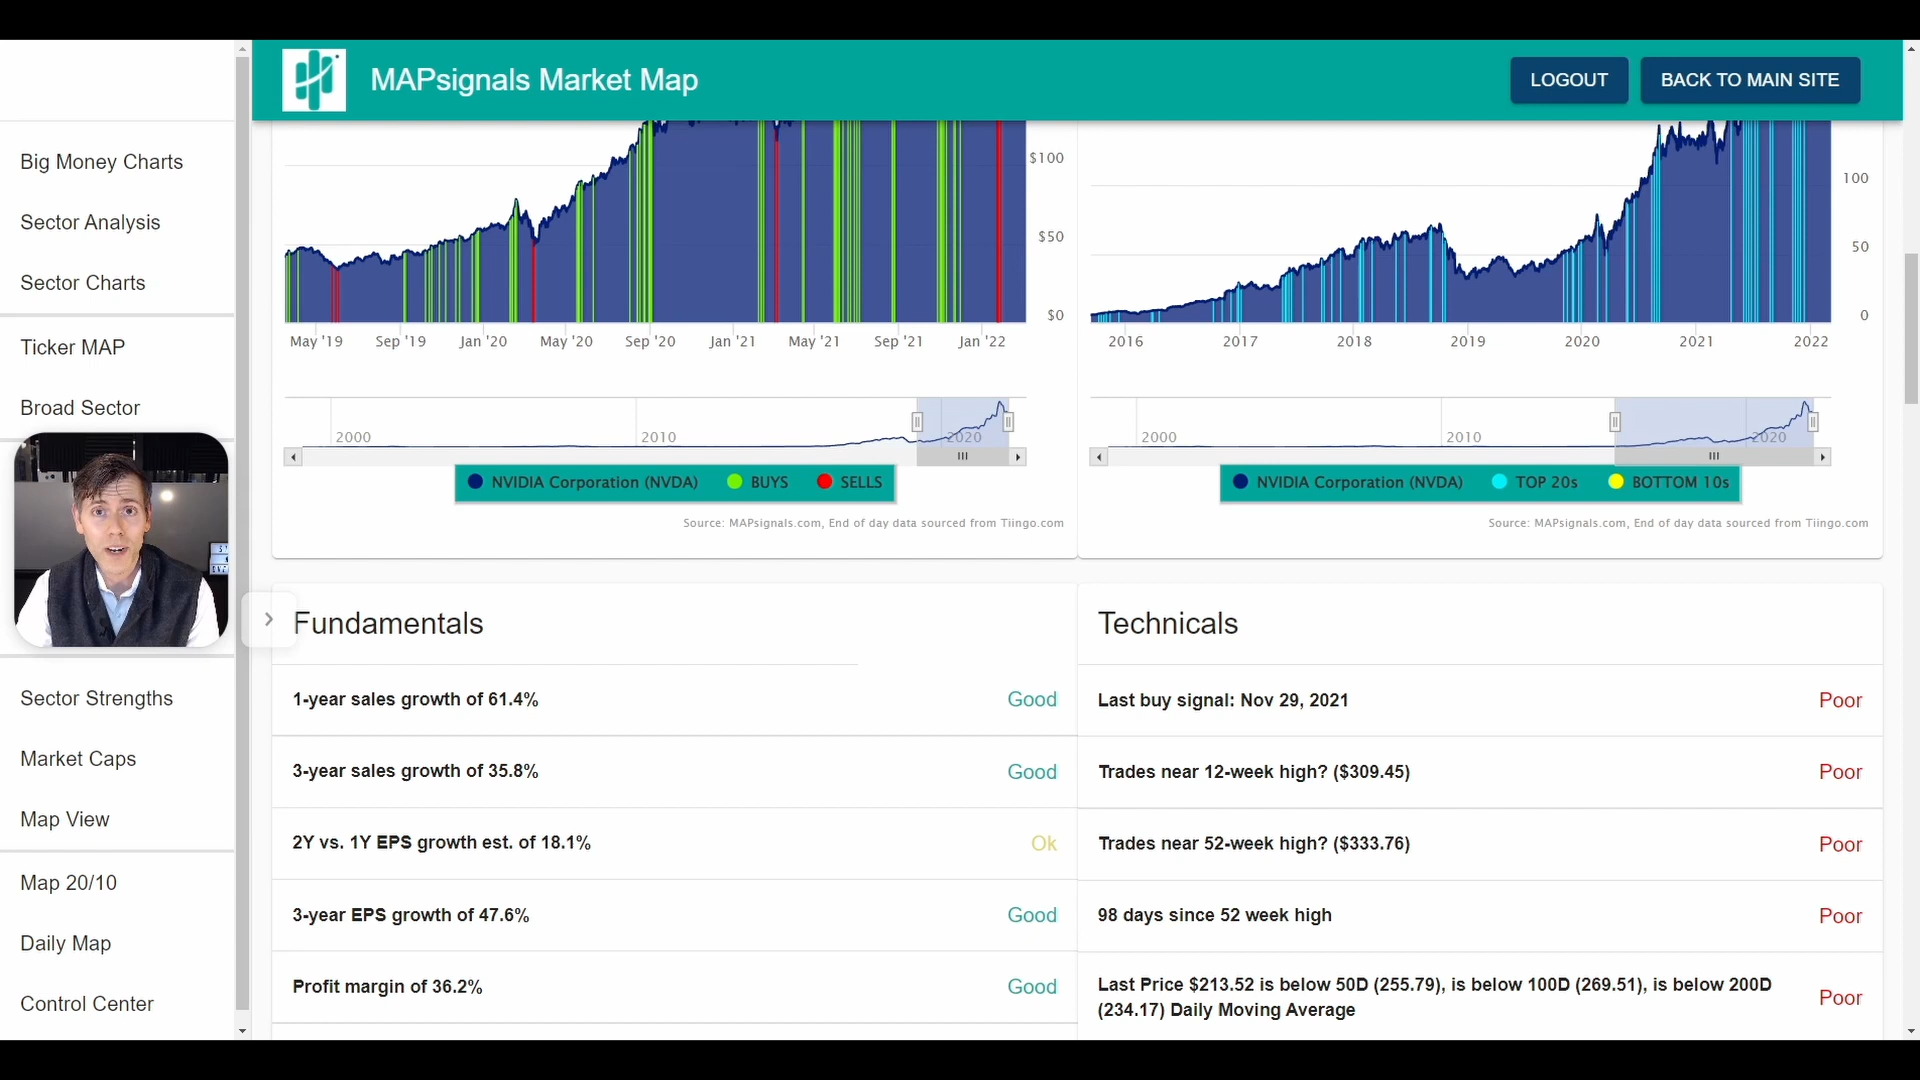 MAPsignals Market Map
LOGOUT
BACK TO MAIN SITE
Big Money Charts
Sector Analysis
Sector Charts
Ticker MAP
Broad Sector
Sector Strengths
Market Caps
Map View
Map 20/10
Daily Map
Control Center
$100
$50
$0
May '19 Sep '19 Jan '20 May '20 Sep '20 Jan '21 May '21 Sep '21 Jan '22
2000 2010 2020
NVIDIA Corporation (NVDA) BUYS SELLS
Source: MAPsignals.com, End of day data sourced from Tiingo.com
100
50
0
2016 2017 2018 2019 2020 2021 2022
2000 2010 2020
NVIDIA Corporation (NVDA) TOP 20s BOTTOM 10s
Source: MAPsignals.com, End of day data sourced from Tiingo.com
Fundamentals
1-year sales growth of 61.4% Good
3-year sales growth of 35.8% Good
2Y vs. 1Y EPS growth est. of 18.1% Ok
3-year EPS growth of 47.6% Good
Profit margin of 36.2% Good
Technicals
Last buy signal: Nov 29, 2021 Poor
Trades near 12-week high? ($309.45) Poor
Trades near 52-week high? ($333.76) Poor
98 days since 52 week high Poor
Last Price $213.52 is below 50D (255.79), is below 100D (269.51), is below 200D
(234.17) Daily Moving Average Poor